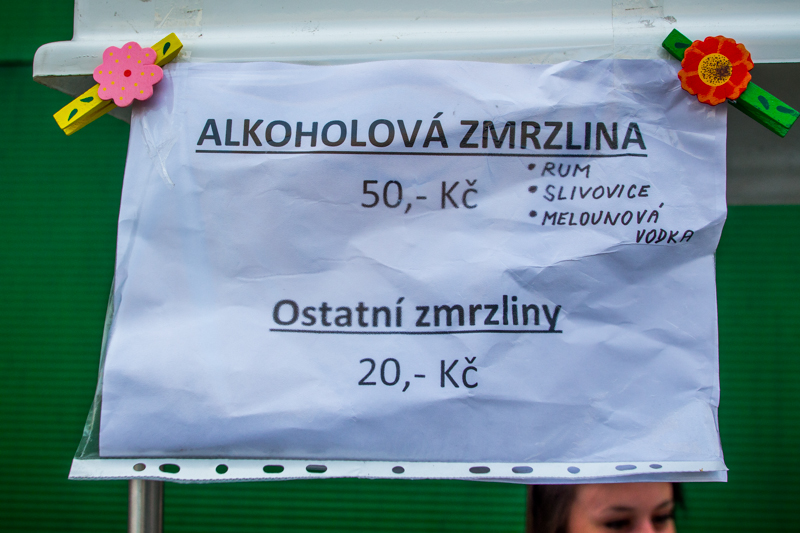 ALKOHOLOVÁ ZMRZLINA
50,- Kč
• RUM
• SLIVOVICE
• MELOUNOVÁ
VODKA
Ostatní zmrzliny
20,- Kč